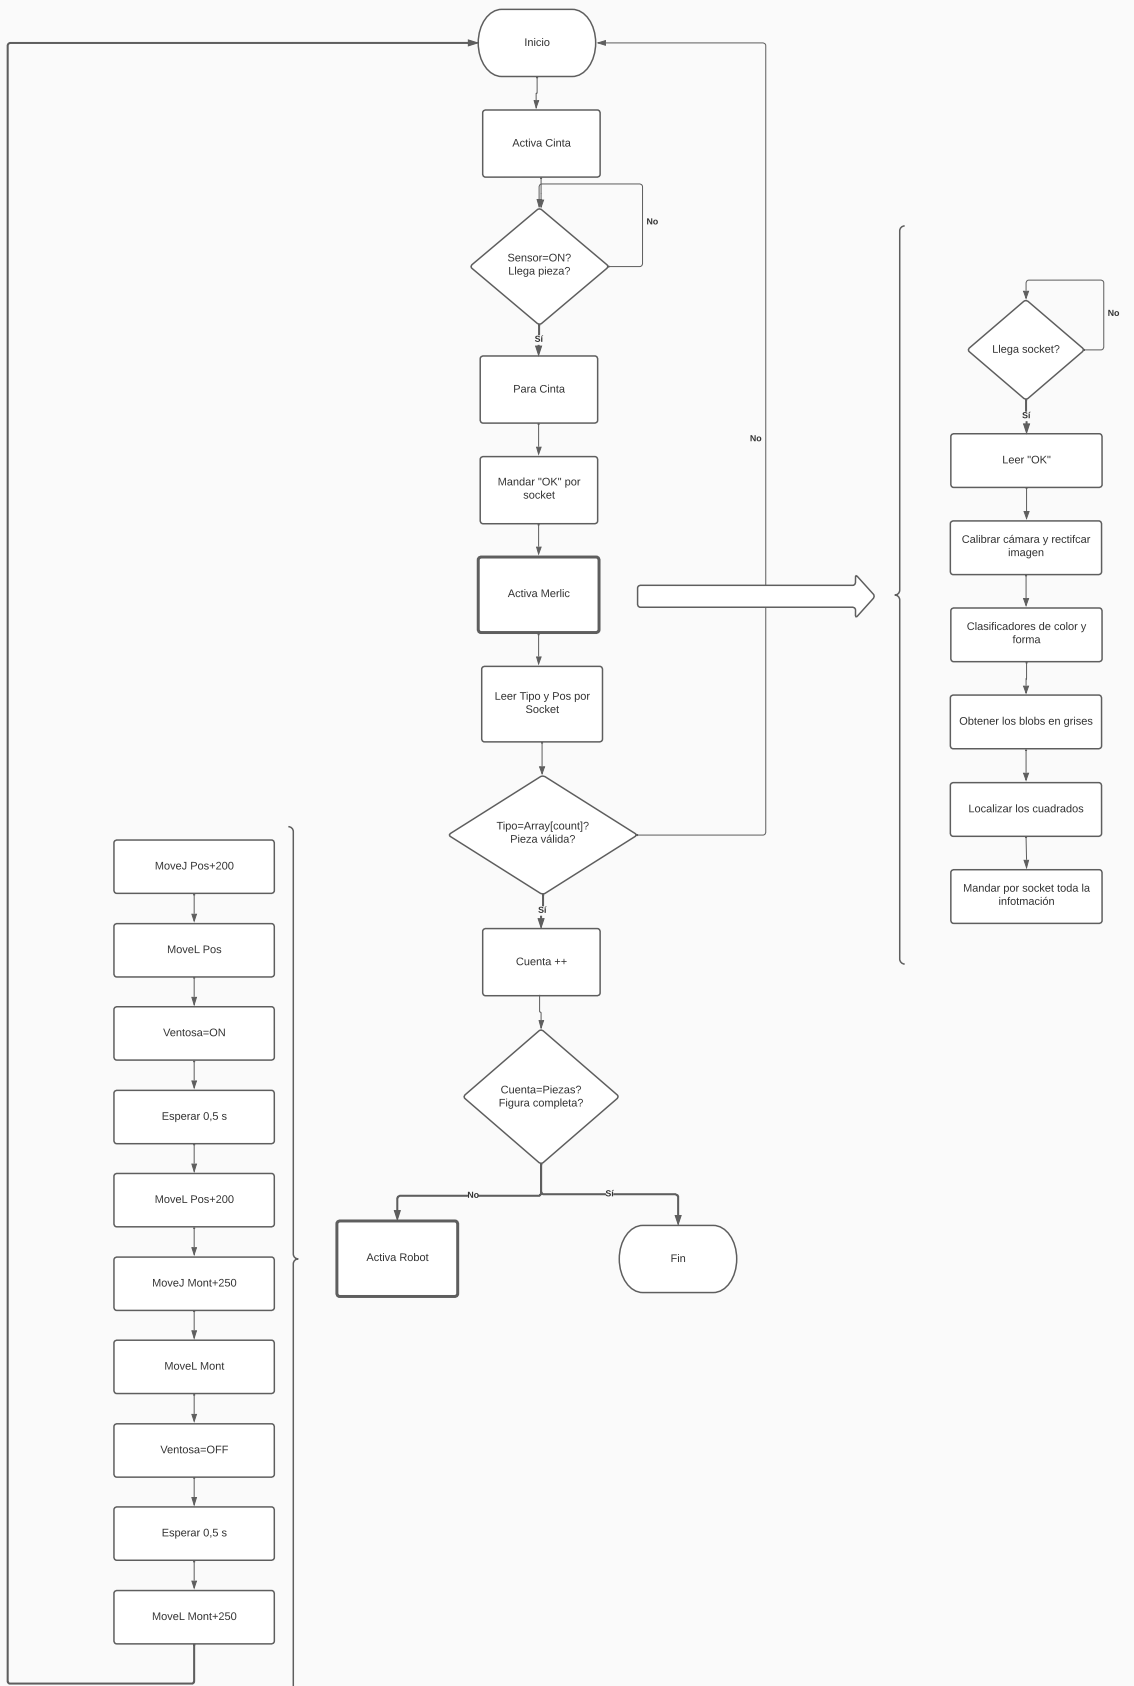 Inicio
Activa Cinta
No
Sensor=ON?
Llega pieza?
Sí
Para Cinta
Mandar "OK" por
socket
Activa Merlic
Leer Tipo y Pos por
Socket
No
Tipo=Array[count]?
Pieza válida?
Sí
Cuenta ++
Cuenta=Piezas?
Figura completa?
No
Sí
Activa Robot
Fin
No
Llega socket?
Sí
Leer "OK"
Calibrar cámara y rectifcar
imagen
Clasificadores de color y
forma
Obtener los blobs en grises
Localizar los cuadrados
Mandar por socket toda la
infotmación
MoveJ Pos+200
MoveL Pos
Ventosa=ON
Esperar 0,5 s
MoveL Pos+200
MoveJ Mont+250
MoveL Mont
Ventosa=OFF
Esperar 0,5 s
MoveL Mont+250